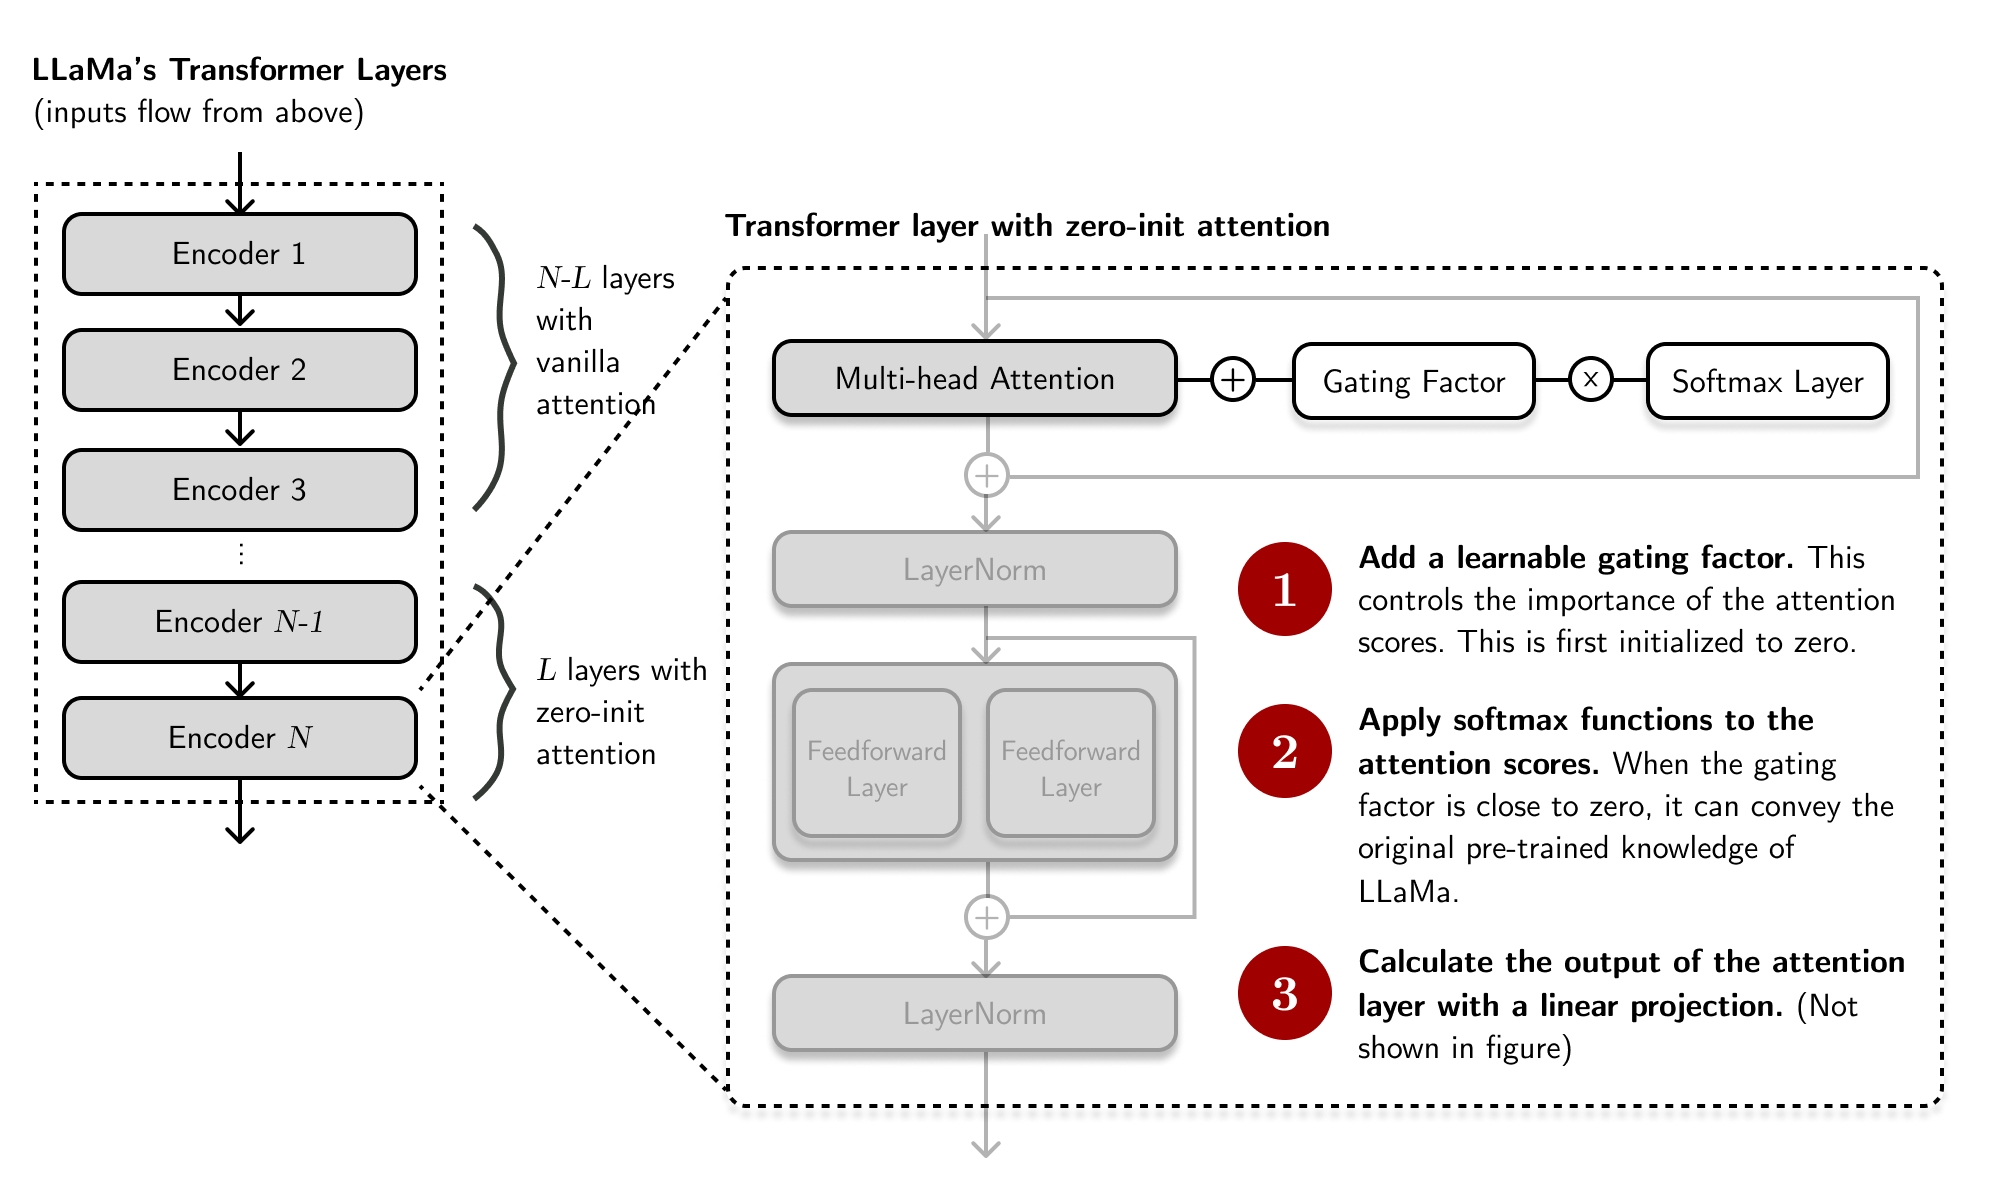 LLaMa's Transformer Layers
(inputs flow from above)
Encoder 1
Encoder 2
Encoder 3
...
Encoder N-1
Encoder N
N-L layers
with
vanilla
attention
L layers with
zero-init
attention
Transformer layer with zero-init attention
Multi-head Attention
+
Gating Factor
x
Softmax Layer
+
LayerNorm
Feedforward
Layer
Feedforward
Layer
+
LayerNorm
1
Add a learnable gating factor. This
controls the importance of the attention
scores. This is first initialized to zero.
2
Apply softmax functions to the
attention scores. When the gating
factor is close to zero, it can convey the
original pre-trained knowledge of
LLaMa.
3
Calculate the output of the attention
layer with a linear projection. (Not
shown in figure)